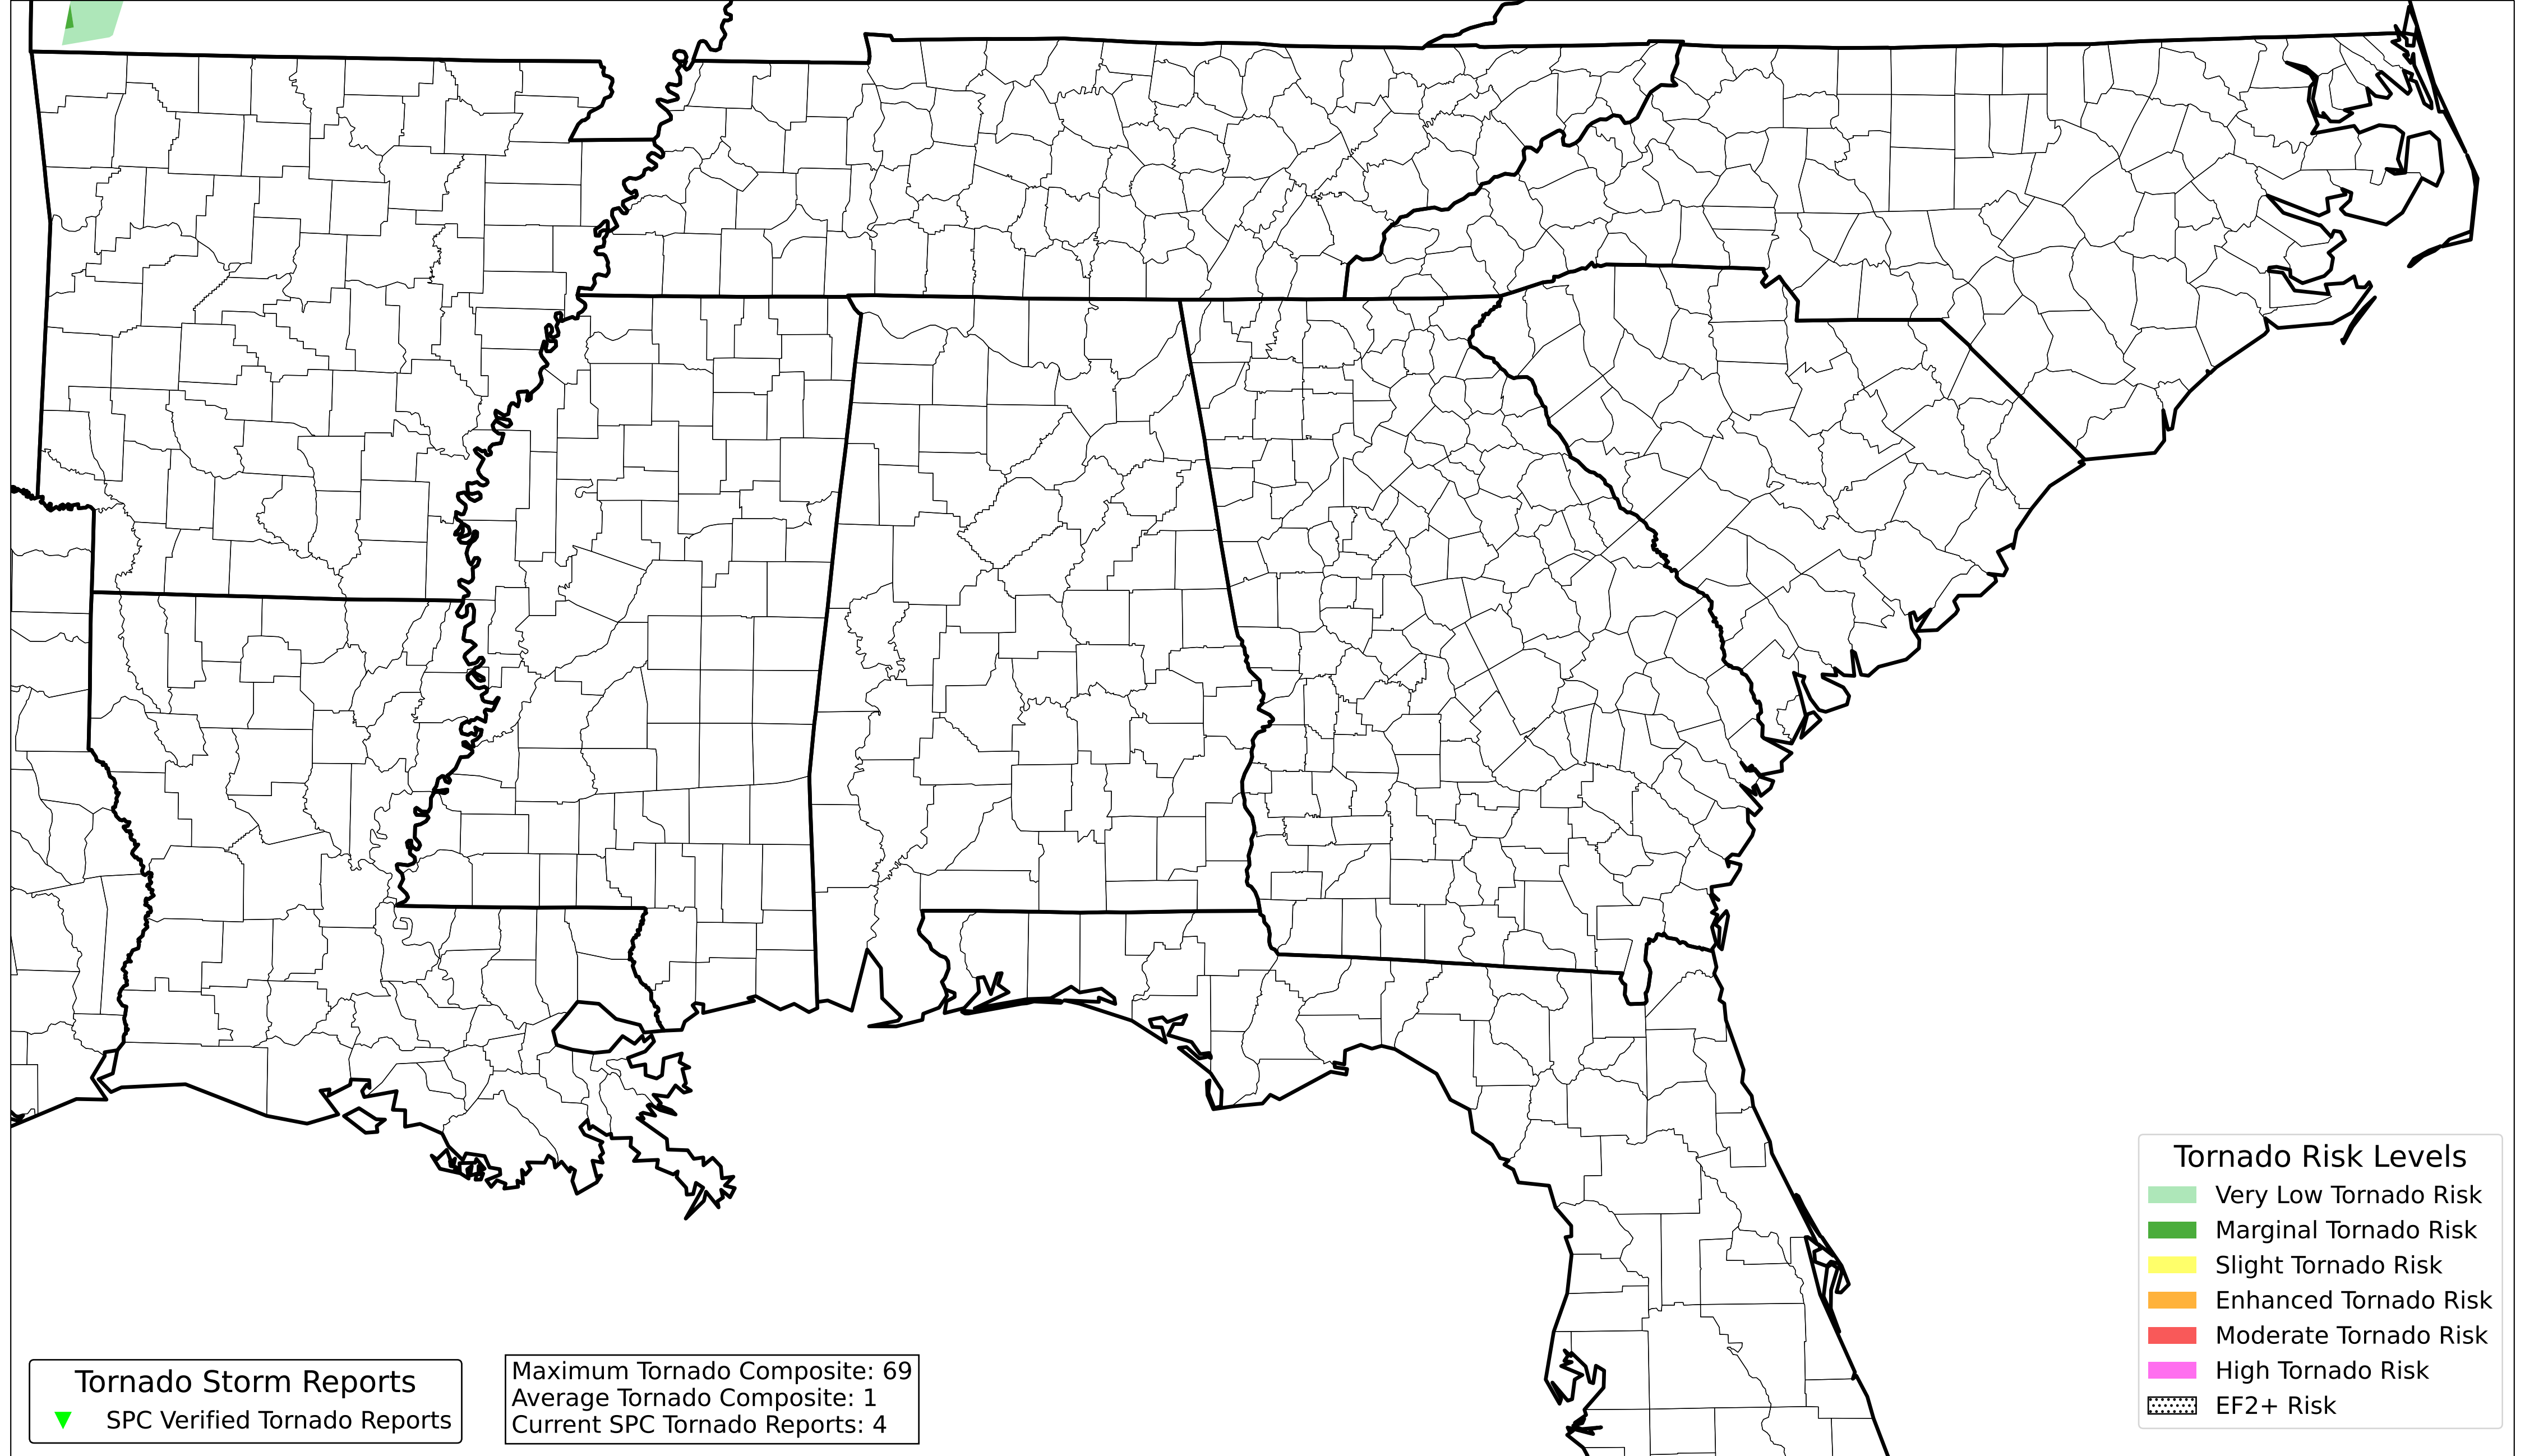 Tornado Risk Levels
Very Low Tornado Risk
Marginal Tornado Risk
Slight Tornado Risk
Enhanced Tornado Risk
Moderate Tornado Risk
High Tornado Risk
EF2+ Risk
Tornado Storm Reports
SPC Verified Tornado Reports
Maximum Tornado Composite: 69
Average Tornado Composite: 1
Current SPC Tornado Reports: 4